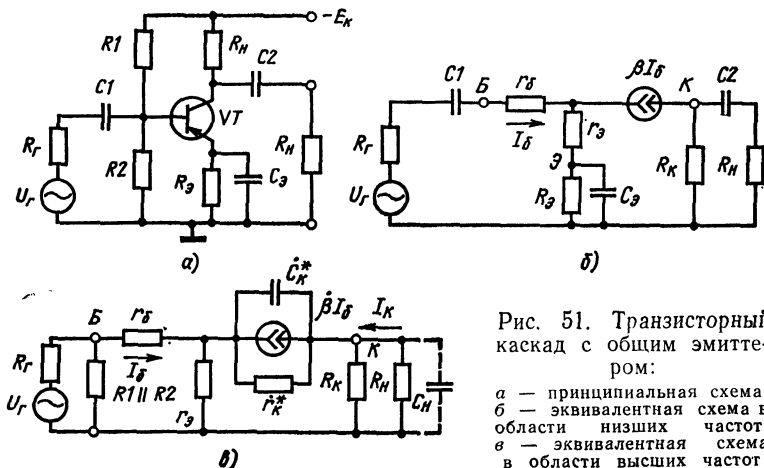 -Eк
R1
Rн
C2
C1
VT
Rг
Rн
R2
Rэ
Cэ
Uг
а)
βIб
C1
Б
rб
К
C2
Iб
rэ
Rг
Э
Rк
Rн
Rэ
Cэ
Uг
б)
Ċк*
β̇Iб
Iк
Б
rб
К
Rг
Iб
R1 II R2
Rк
Rн
Cн
Uг
rэ
ṙк*
в)
Рис. 51. Транзисторный
каскад с общим эмитте-
ром:
а — принципиальная схема
б — эквивалентная схема в
области низших частот
в — эквивалентная схема
в области высших частот